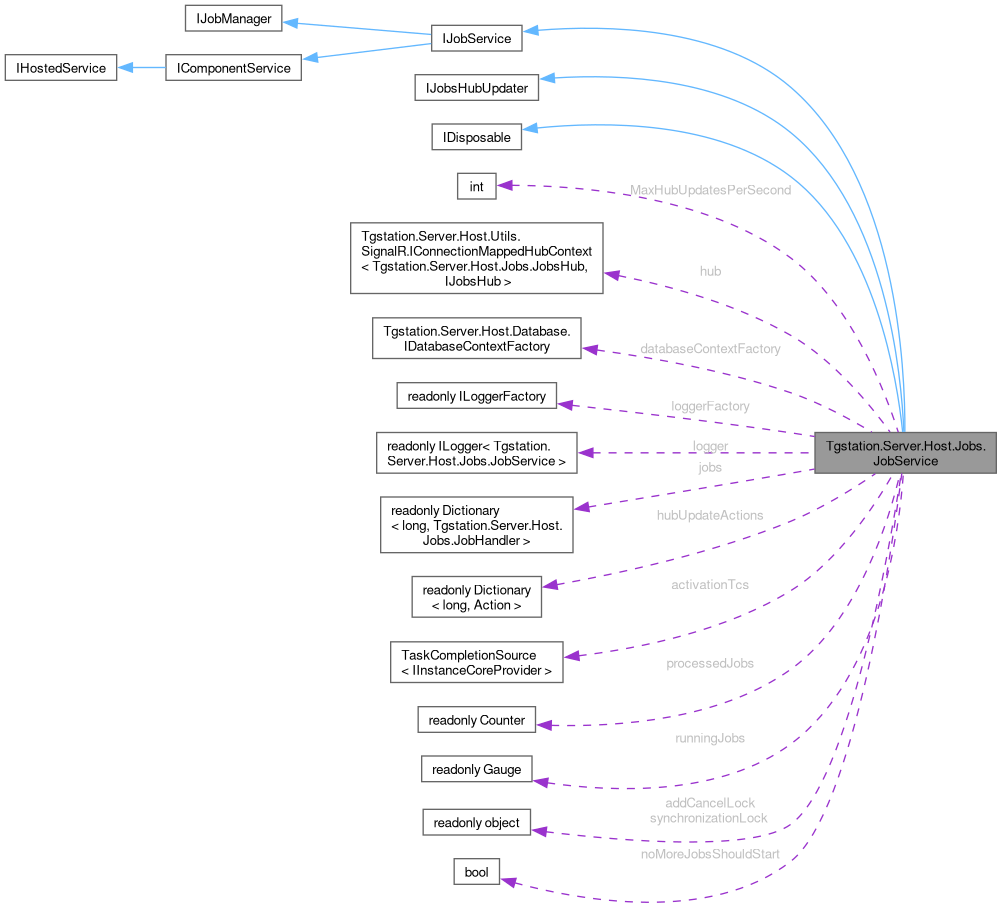 IJobManager
IJobService
IHostedService
IComponentService
IJobsHubUpdater
IDisposable
int
MaxHubUpdatesPerSecond
Tgstation.Server.Host.Utils.
SignalR.IConnectionMappedHubContext
< Tgstation.Server.Host.Jobs.JobsHub,
IJobsHub >
hub
Tgstation.Server.Host.Database.
IDatabaseContextFactory
databaseContextFactory
readonly ILoggerFactory
loggerFactory
readonly ILogger< Tgstation.
Server.Host.Jobs.JobService >
logger
Tgstation.Server.Host.Jobs.
JobService
jobs
readonly Dictionary
< long, Tgstation.Server.Host.
Jobs.JobHandler >
hubUpdateActions
readonly Dictionary
< long, Action >
activationTcs
TaskCompletionSource
< IInstanceCoreProvider >
processedJobs
readonly Counter
runningJobs
readonly Gauge
addCancelLock
synchronizationLock
readonly object
noMoreJobsShouldStart
bool